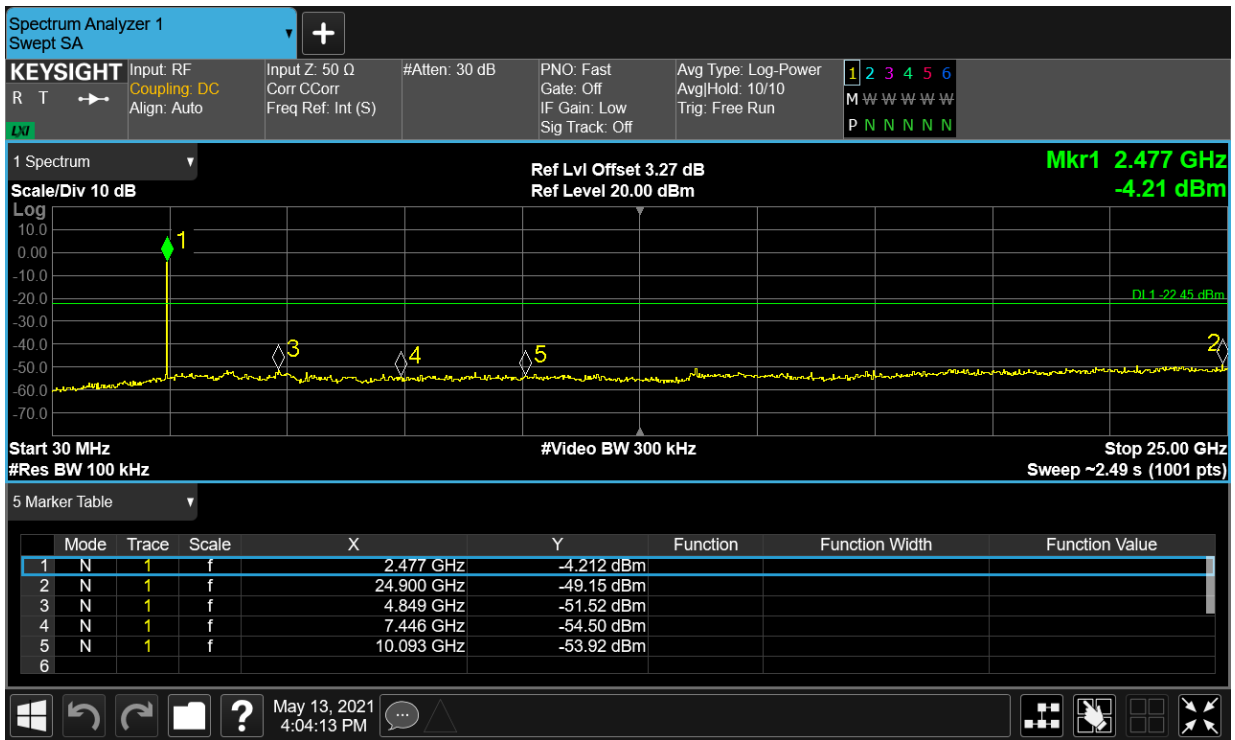 Spectrum Analyzer 1
Swept SA
+
KEYSIGHT
R T
LXI
Input: RF
Coupling: DC
Align: Auto
Input Z: 50 Ω
Corr CCorr
Freq Ref: Int (S)
#Atten: 30 dB
PNO: Fast
Gate: Off
IF Gain: Low
Sig Track: Off
Avg Type: Log-Power
Avg|Hold: 10/10
Trig: Free Run
1 2 3 4 5 6
M W W W W W
P N N N N N
1 Spectrum
Scale/Div 10 dB
Ref Lvl Offset 3.27 dB
Ref Level 20.00 dBm
Mkr1 2.477 GHz
-4.21 dBm
Log
10.0
0.00
-10.0
-20.0
-30.0
-40.0
-50.0
-60.0
-70.0
1
3
4
5
2
DL1 -22.45 dBm
Start 30 MHz
#Res BW 100 kHz
#Video BW 300 kHz
Stop 25.00 GHz
Sweep ~2.49 s (1001 pts)
5 Marker Table
Mode Trace Scale X Y Function Function Width Function Value
1 N 1 f 2.477 GHz -4.212 dBm
2 N 1 f 24.900 GHz -49.15 dBm
3 N 1 f 4.849 GHz -51.52 dBm
4 N 1 f 7.446 GHz -54.50 dBm
5 N 1 f 10.093 GHz -53.92 dBm
6
?
May 13, 2021
4:04:13 PM